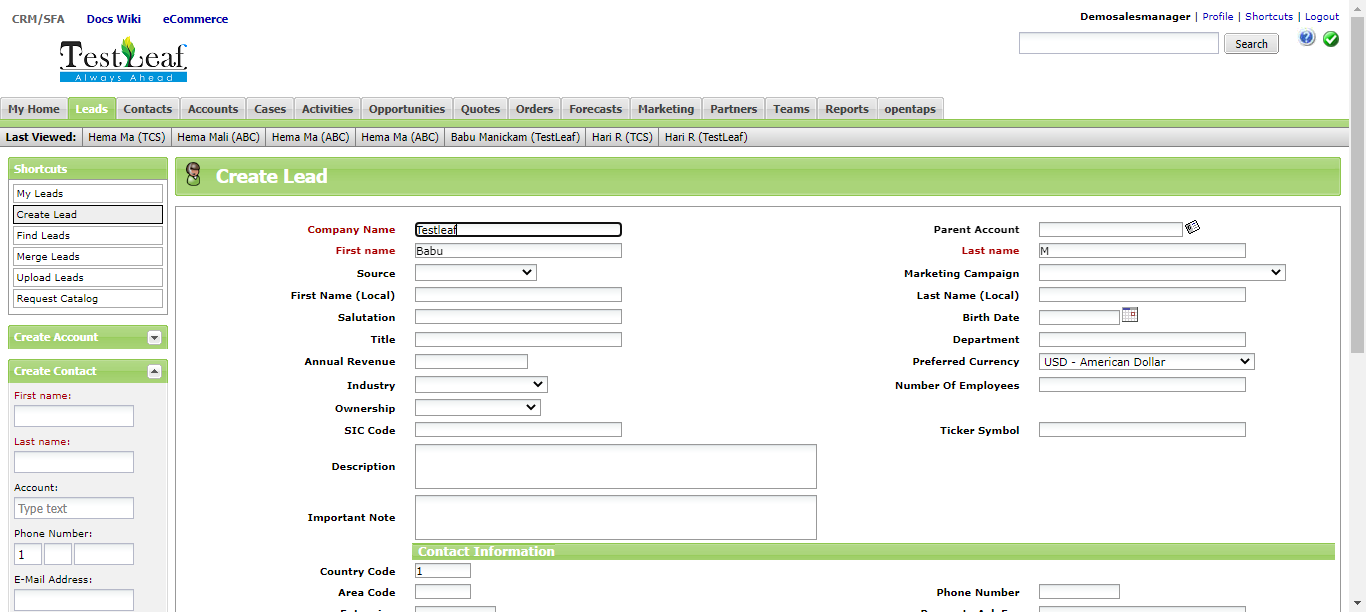 CRM/SFA Docs Wiki eCommerce
Demosalesmanager | Profile | Shortcuts | Logout
TestLeaf
Always Ahead
Search
My Home Leads Contacts Accounts Cases Activities Opportunities Quotes Orders Forecasts Marketing Partners Teams Reports opentaps
Last Viewed: Hema Ma (TCS) Hema Mali (ABC) Hema Ma (ABC) Hema Ma (ABC) Babu Manickam (TestLeaf) Hari R (TCS) Hari R (TestLeaf)
Shortcuts
My Leads
Create Lead
Find Leads
Merge Leads
Upload Leads
Request Catalog
Create Account
Create Contact
First name:
Last name:
Account:
Type text
Phone Number:
1
E-Mail Address:
Create Lead
Company Name Testleaf Parent Account
First name Babu Last name M
Source Marketing Campaign
First Name (Local) Last Name (Local)
Salutation Birth Date
Title Department
Annual Revenue Preferred Currency USD - American Dollar
Industry Number Of Employees
Ownership
SIC Code Ticker Symbol
Description
Important Note
Contact Information
Country Code 1
Area Code Phone Number